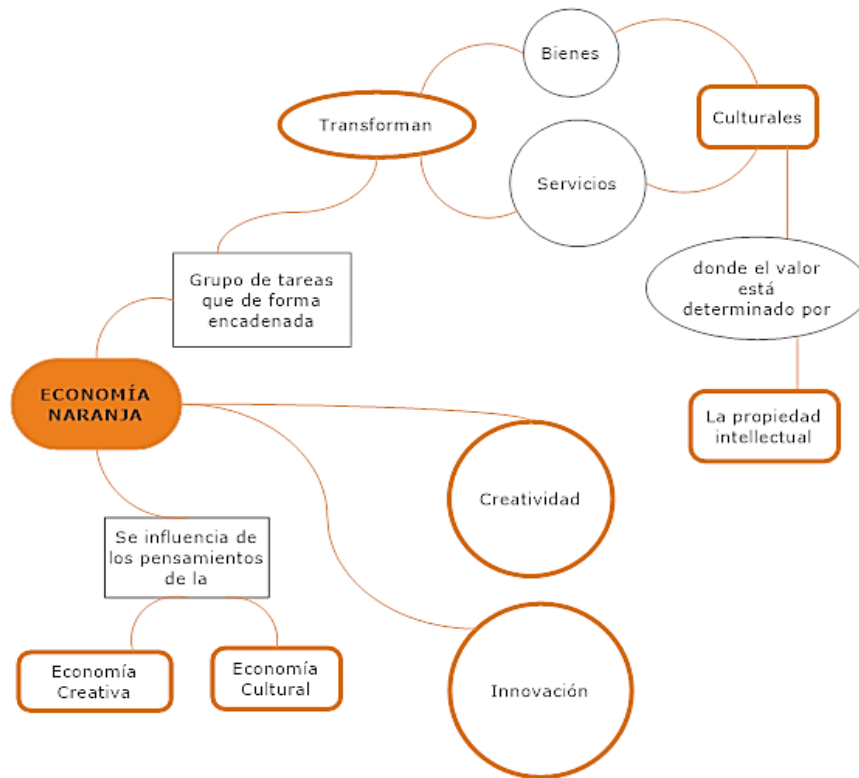 Bienes
Transforman
Culturales
Servicios
Grupo de tareas
que de forma
encadenada
donde el valor
está
determinado por
ECONOMÍA
NARANJA
La propiedad
intellectual
Creatividad
Se influencia de
los pensamientos
de la
Economía
Creativa
Economía
Cultural
Innovación